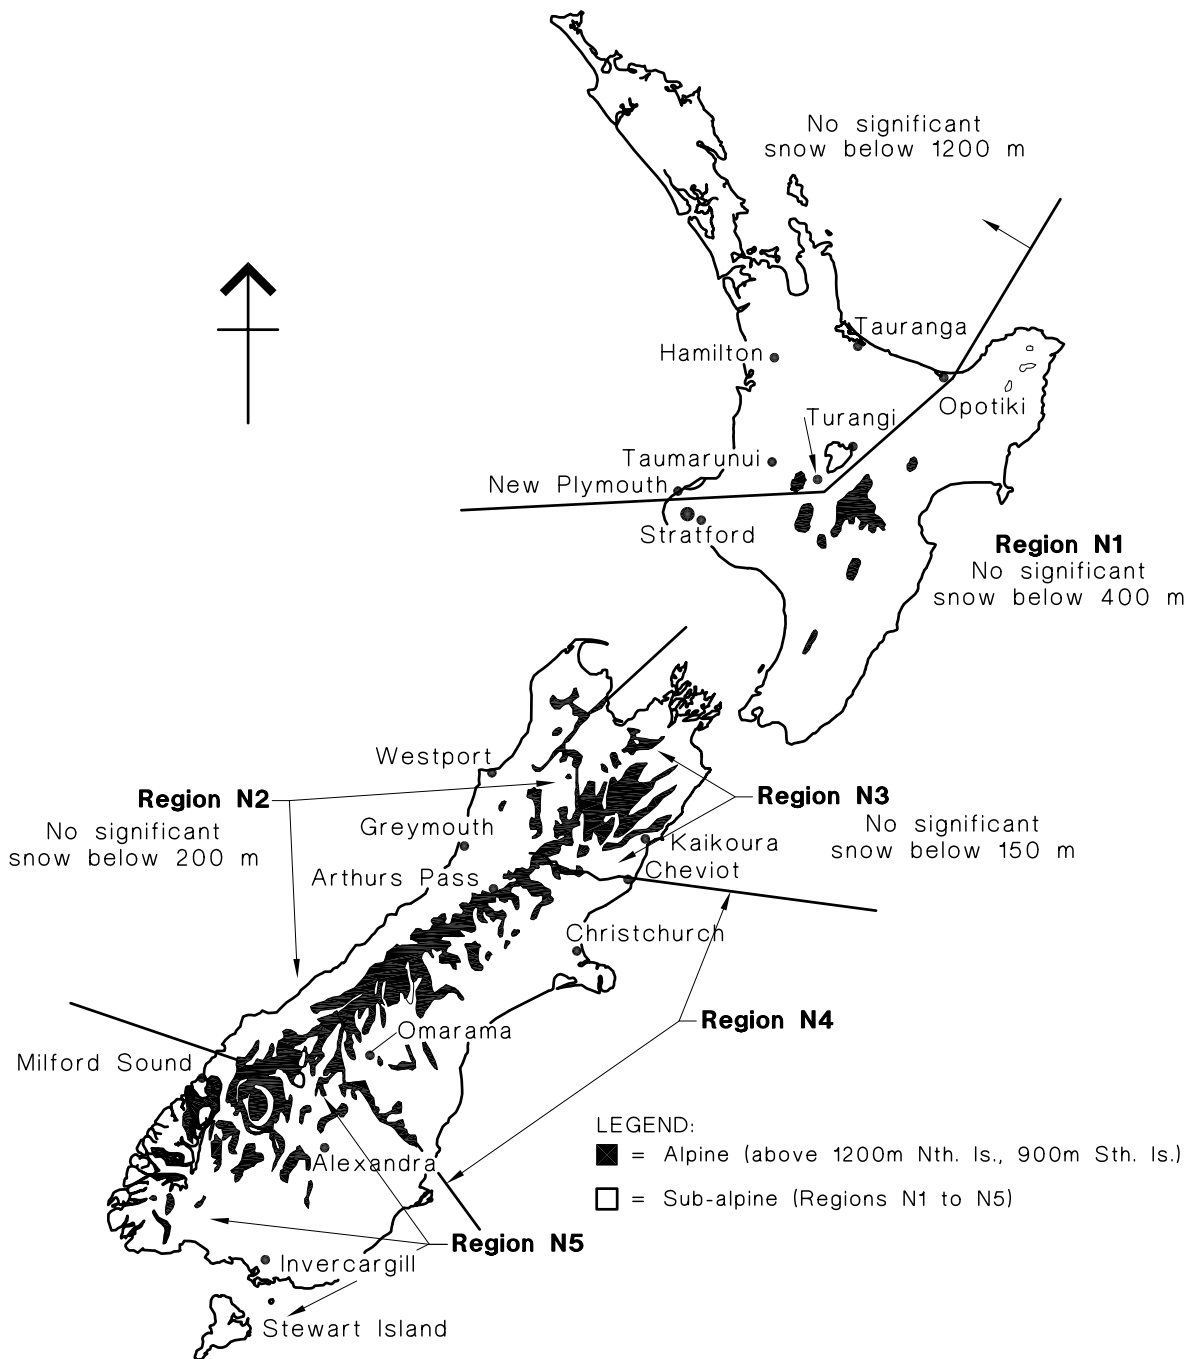 No significant
snow below 1200 m
Tauranga
Hamilton
Opotiki
Turangi
Taumarunui
New Plymouth
Stratford
Region N1
No significant
snow below 400 m
Westport
Region N2
No significant
snow below 200 m
Region N3
No significant
snow below 150 m
Greymouth
Kaikoura
Cheviot
Arthurs Pass
Christchurch
Region N4
Omarama
Milford Sound
LEGEND:
= Alpine (above 1200m Nth. Is., 900m Sth. Is.)
= Sub-alpine (Regions N1 to N5)
Alexandra
Region N5
Invercargill
Stewart Island